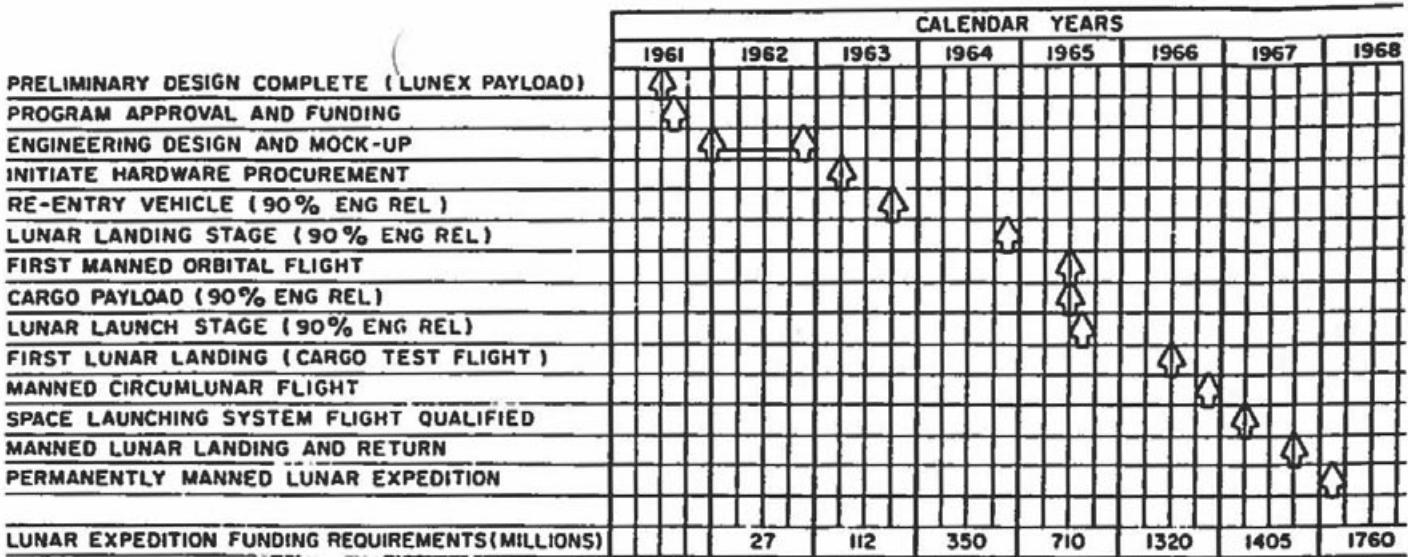 CALENDAR YEARS
1961 1962 1963 1964 1965 1966 1967 1968
PRELIMINARY DESIGN COMPLETE (LUNEX PAYLOAD)
PROGRAM APPROVAL AND FUNDING
ENGINEERING DESIGN AND MOCK-UP
INITIATE HARDWARE PROCUREMENT
RE-ENTRY VEHICLE (90% ENG REL)
LUNAR LANDING STAGE (90% ENG REL)
FIRST MANNED ORBITAL FLIGHT
CARGO PAYLOAD (90% ENG REL)
LUNAR LAUNCH STAGE (90% ENG REL)
FIRST LUNAR LANDING (CARGO TEST FLIGHT)
MANNED CIRCUMLUNAR FLIGHT
SPACE LAUNCHING SYSTEM FLIGHT QUALIFIED
MANNED LUNAR LANDING AND RETURN
PERMANENTLY MANNED LUNAR EXPEDITION
LUNAR EXPEDITION FUNDING REQUIREMENTS (MILLIONS) 27 112 350 710 1320 1405 1760